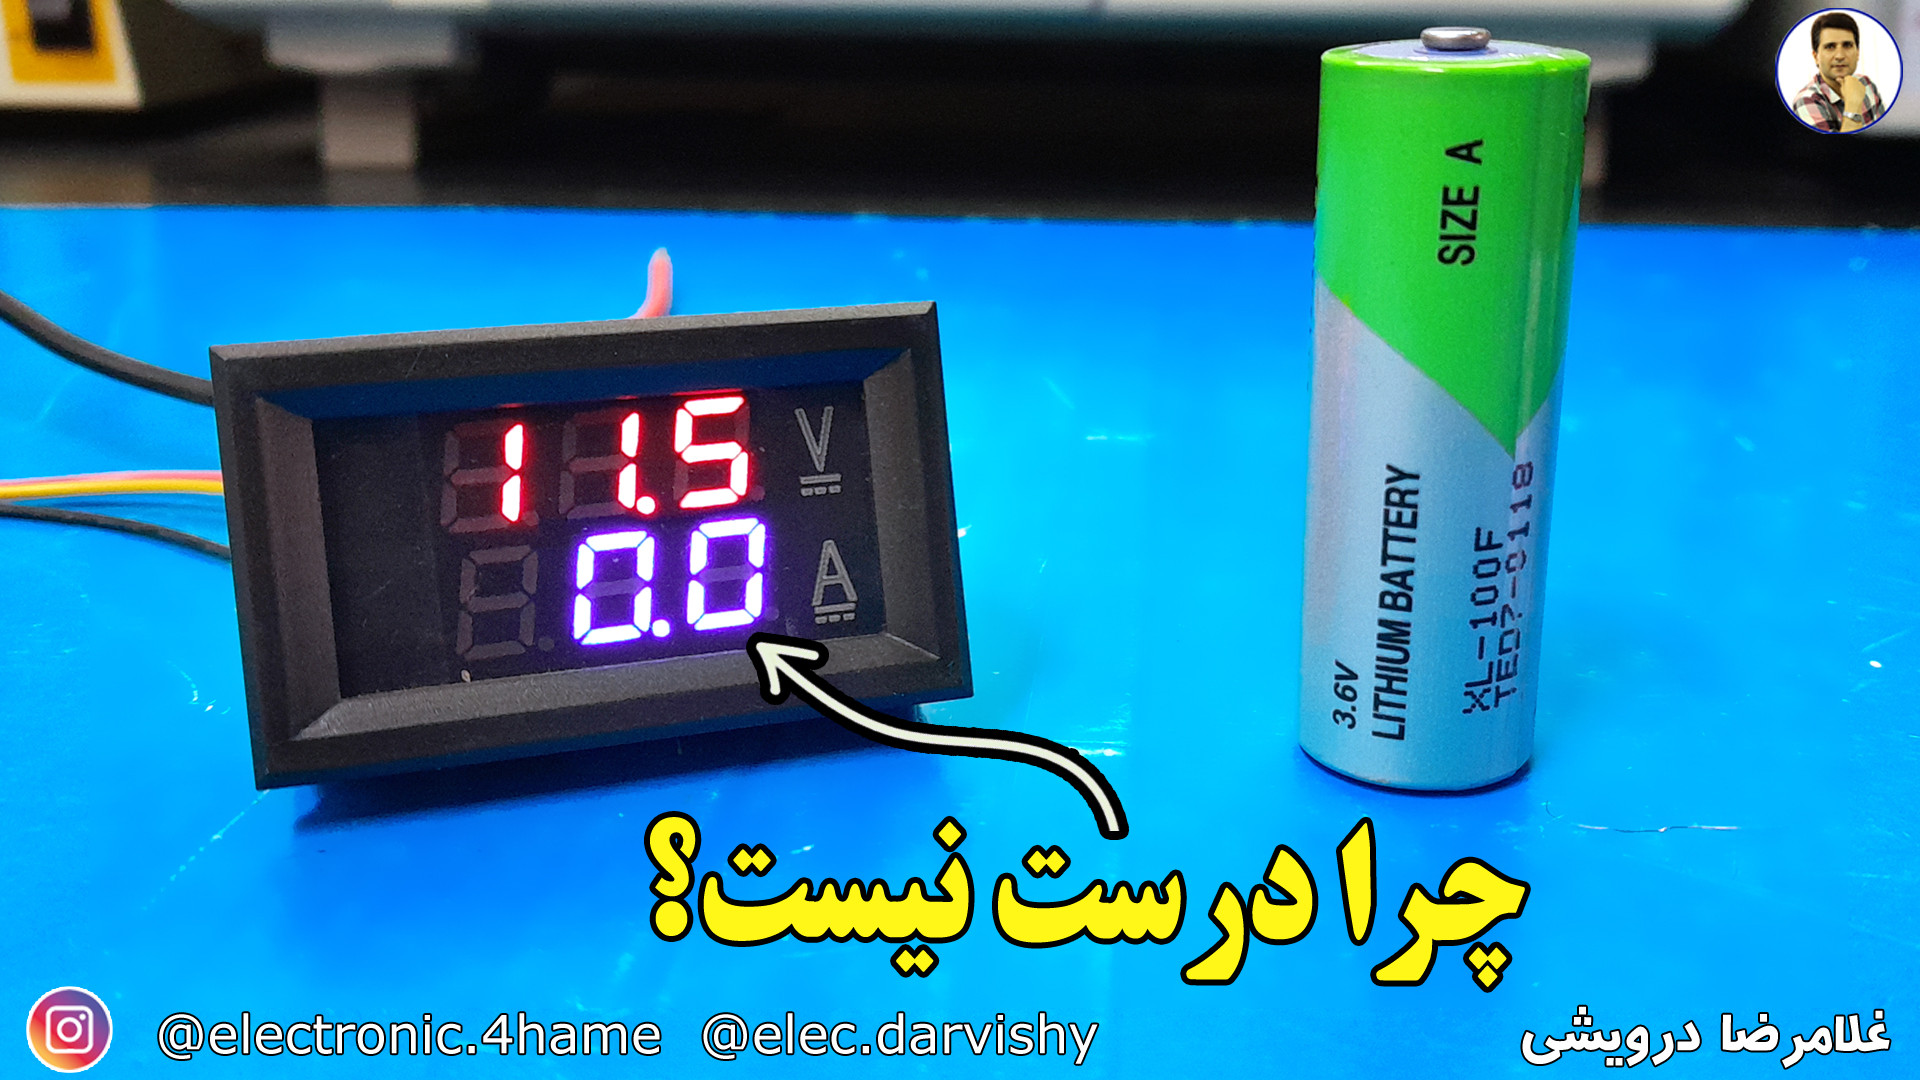 SIZE A
11.5 V
0.0 A
3.6V
LITHIUM BATTERY
XL-100F
چرا درست نیست؟
@electronic.4hame @elec.darvishy
غلامرضا درویشی